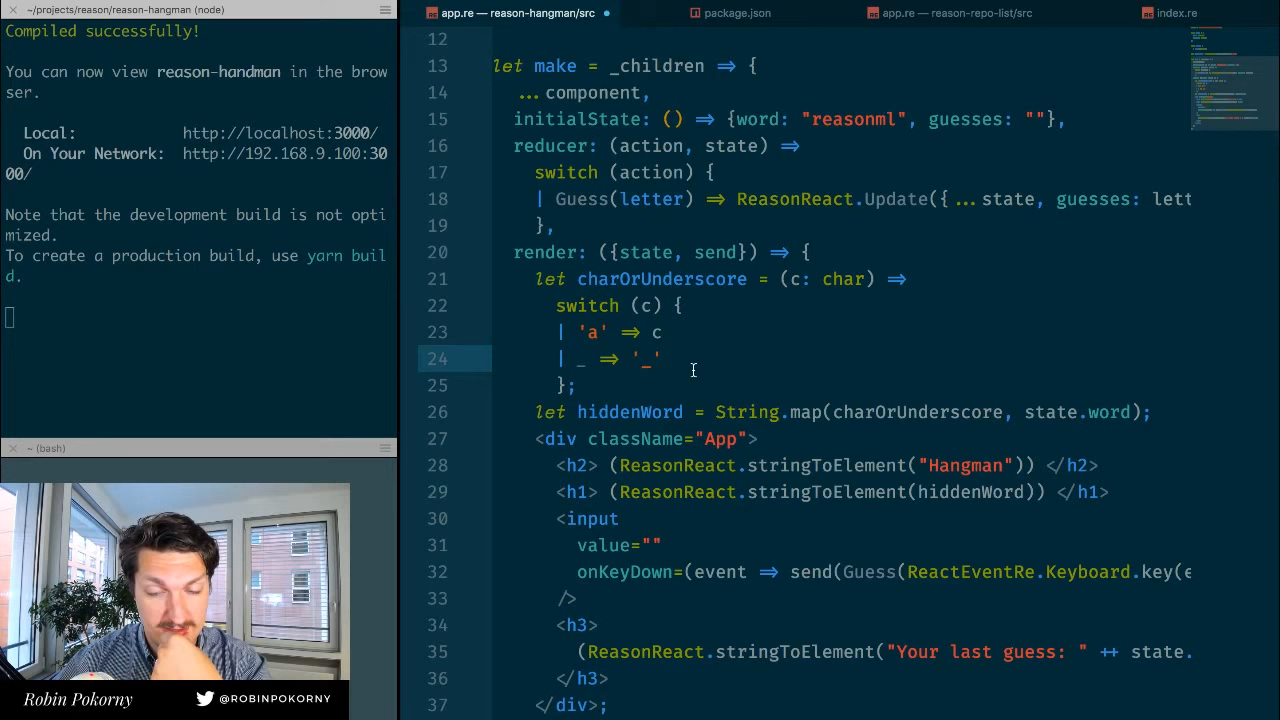 ~/projects/reason/reason-hangman (node)
Compiled successfully!
You can now view reason-handman in the brow
ser.
Local: http://localhost:3000/
On Your Network: http://192.168.9.100:30
00/
Note that the development build is not opti
mized.
To create a production build, use yarn buil
d.
~ (bash)
Robin Pokorny @ROBINPOKORNY
app.re — reason-hangman/src package.json app.re — reason-repo-list/src index.re
12
13 let make = _children => {
14 ...component,
15 initialState: () => {word: "reasonml", guesses: ""},
16 reducer: (action, state) =>
17 switch (action) {
18 | Guess(letter) => ReasonReact.Update({...state, guesses: lett
19 },
20 render: ({state, send}) => {
21 let charOrUnderscore = (c: char) =>
22 switch (c) {
23 | 'a' => c
24 | _ => '_'
25 };
26 let hiddenWord = String.map(charOrUnderscore, state.word);
27 <div className="App">
28 <h2> (ReasonReact.stringToElement("Hangman")) </h2>
29 <h1> (ReasonReact.stringToElement(hiddenWord)) </h1>
30 <input
31 value=""
32 onKeyDown=(event => send(Guess(ReactEventRe.Keyboard.key(e
33 />
34 <h3>
35 (ReasonReact.stringToElement("Your last guess: " ++ state.
36 </h3>
37 </div>;